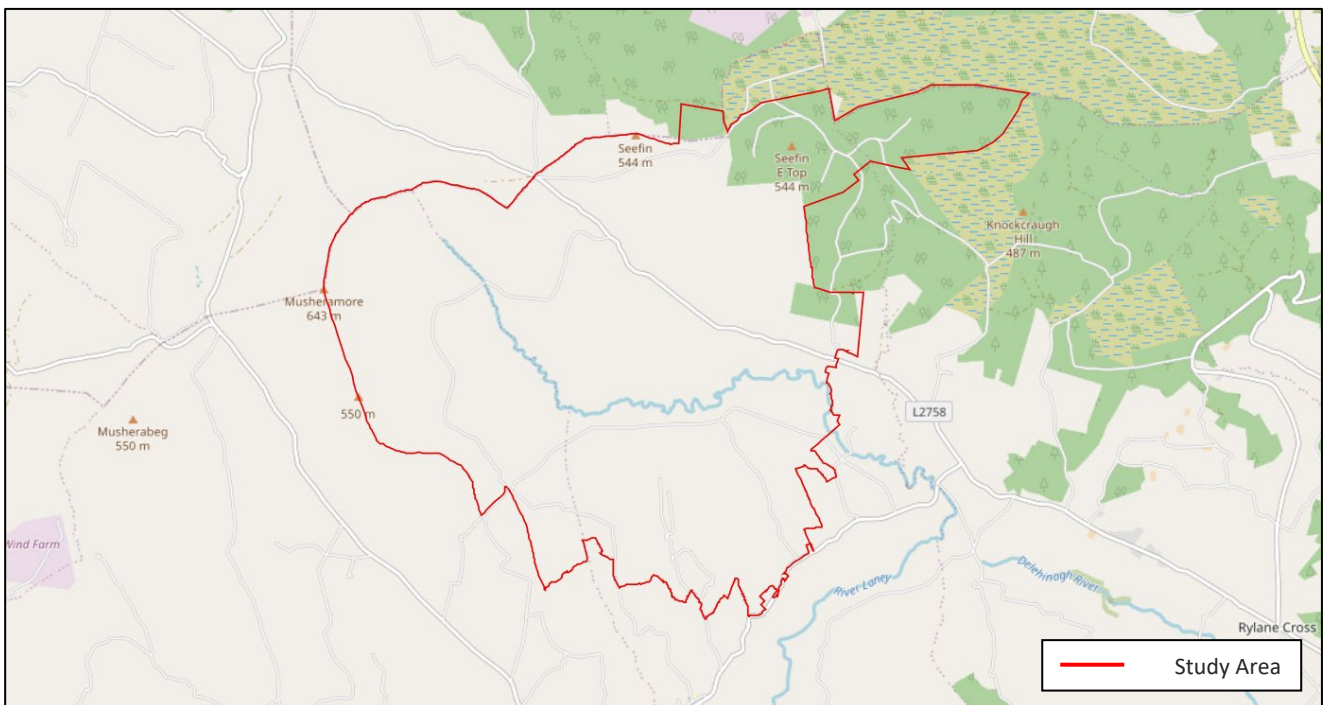 Seefin
544 m
Seefin
E Top
544 m
Knockcraugh
Hill
487 m
Musheramore
643 m
550 m
Musherabeg
550 m
L2758
Wind Farm
River Laney
Delehinagh River
Rylane Cross
Study Area